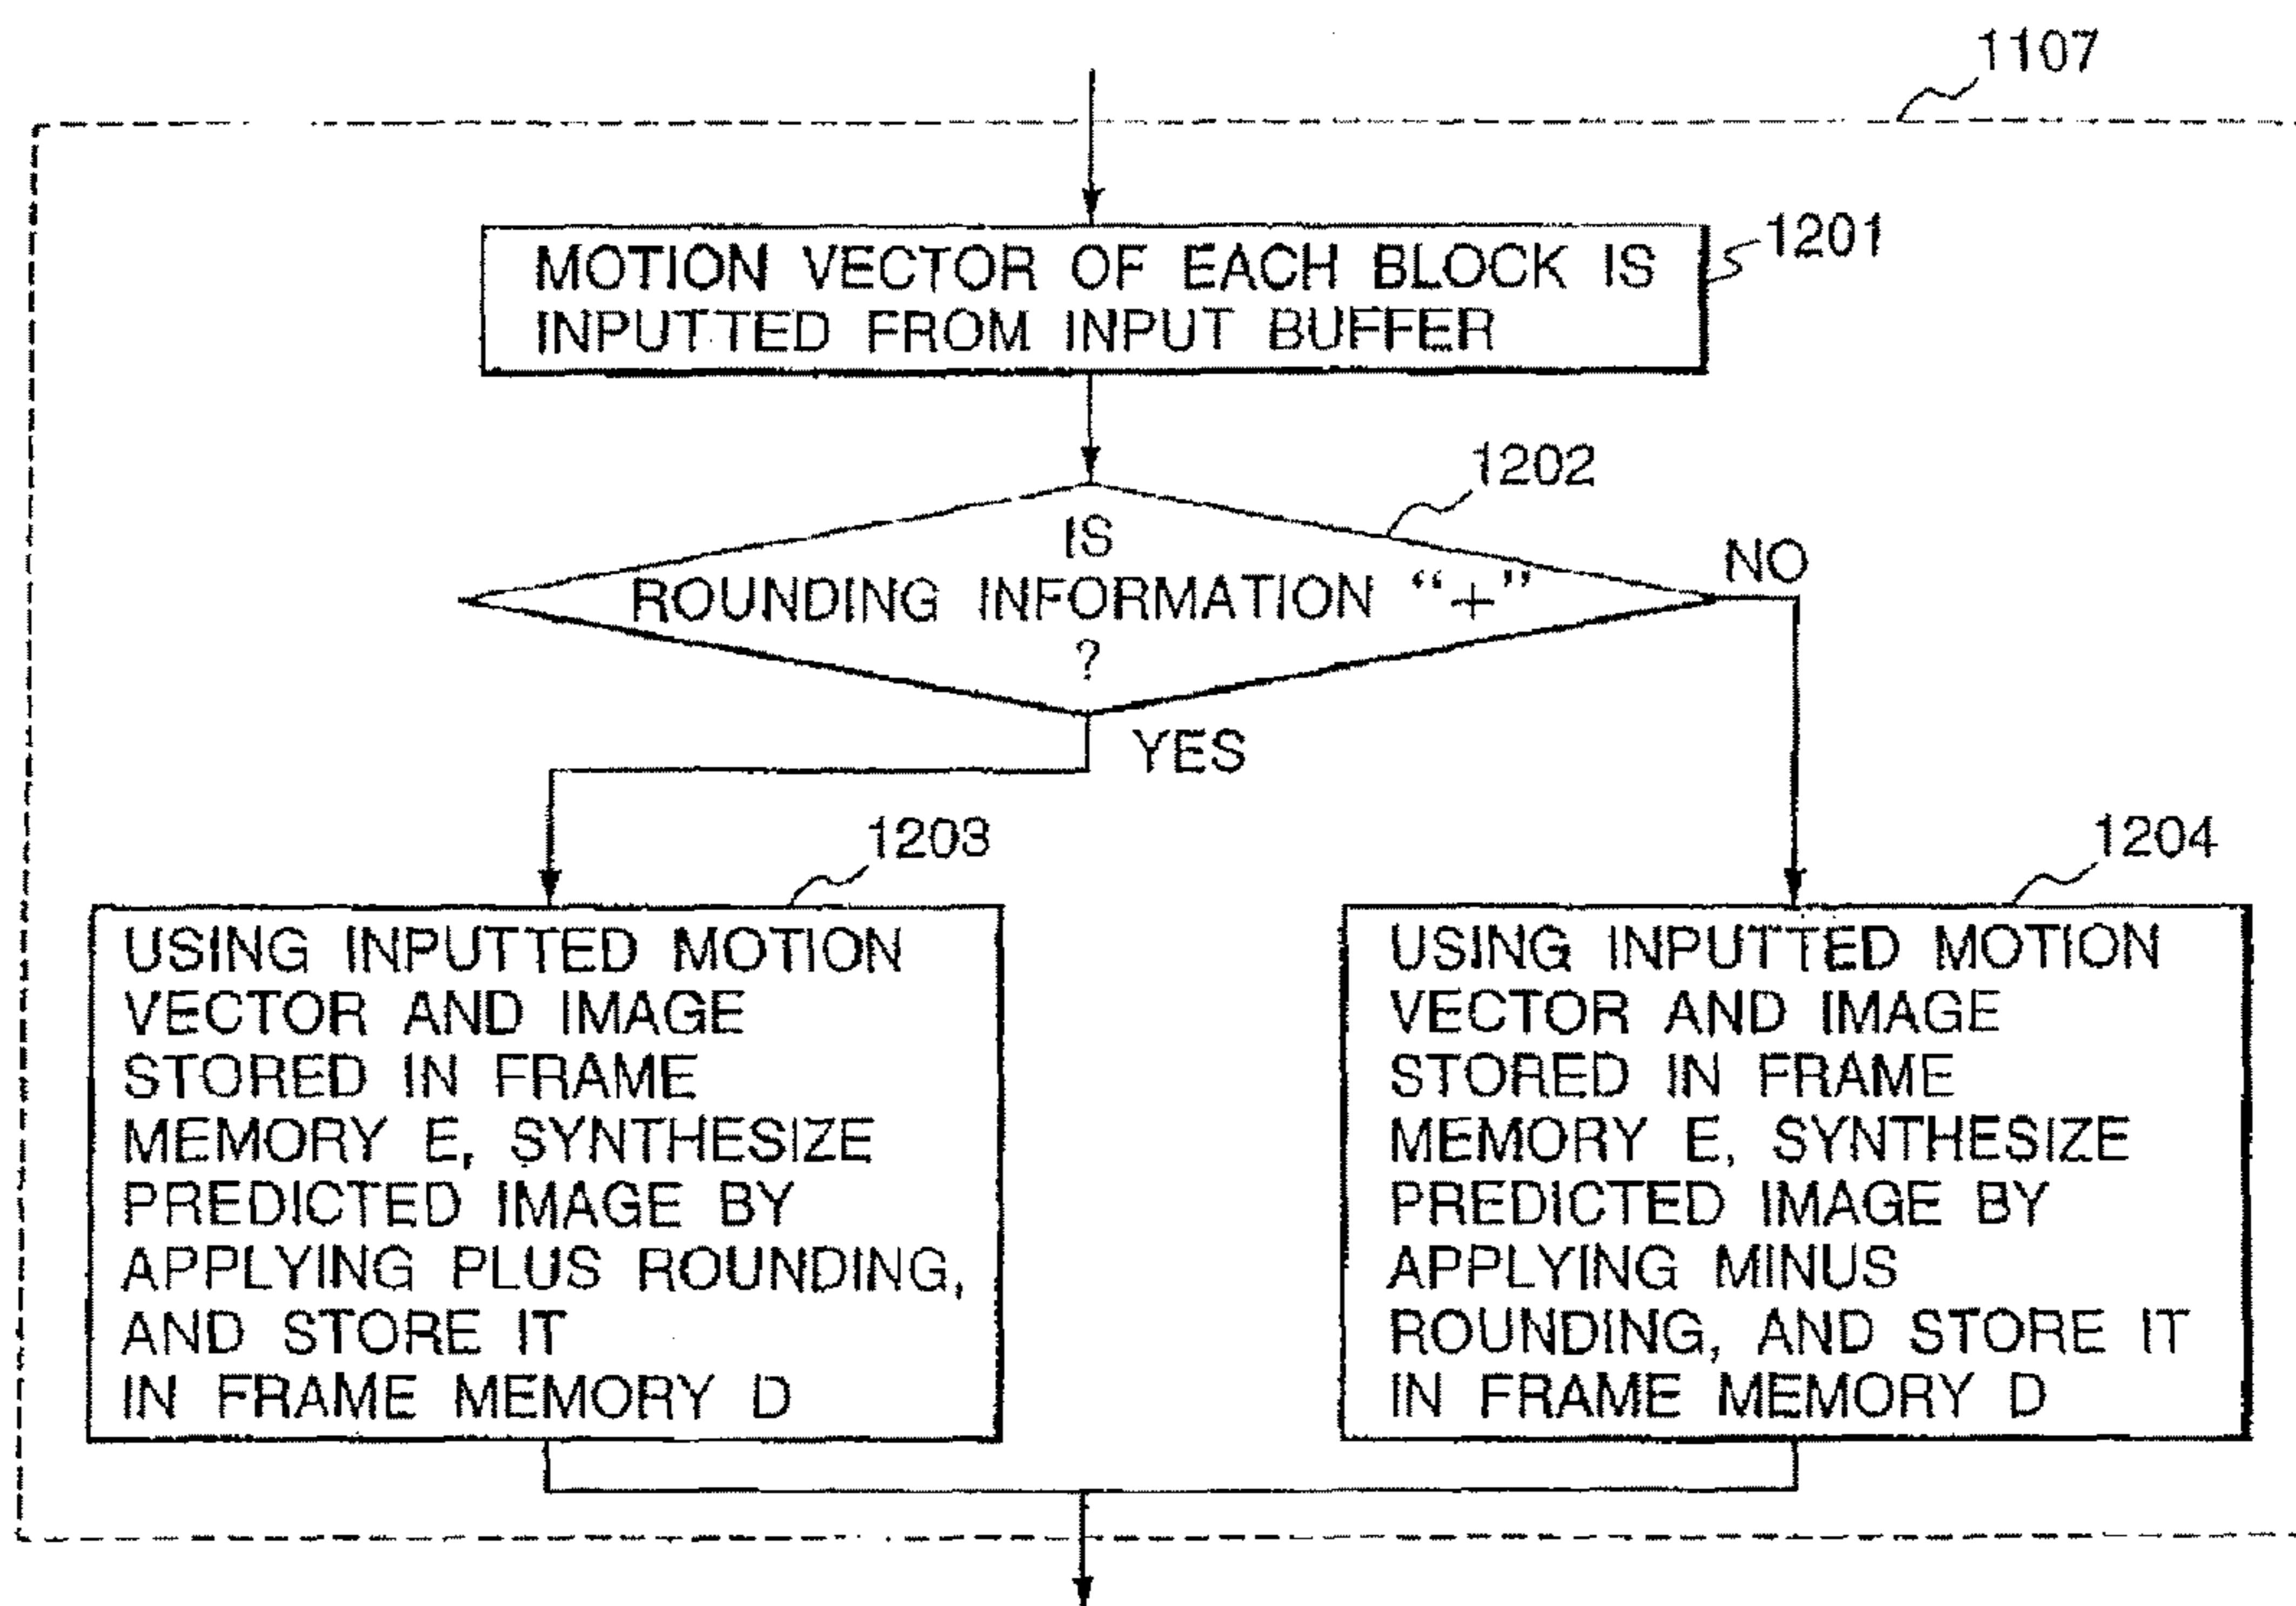 1107
MOTION VECTOR OF EACH BLOCK IS
INPUTTED FROM INPUT BUFFER
1201
1202
IS
ROUNDING INFORMATION “+”
?
NO
YES
1203
USING INPUTTED MOTION
VECTOR AND IMAGE
STORED IN FRAME
MEMORY E, SYNTHESIZE
PREDICTED IMAGE BY
APPLYING PLUS ROUNDING,
AND STORE IT
IN FRAME MEMORY D
1204
USING INPUTTED MOTION
VECTOR AND IMAGE
STORED IN FRAME
MEMORY E, SYNTHESIZE
PREDICTED IMAGE BY
APPLYING MINUS
ROUNDING, AND STORE IT
IN FRAME MEMORY D